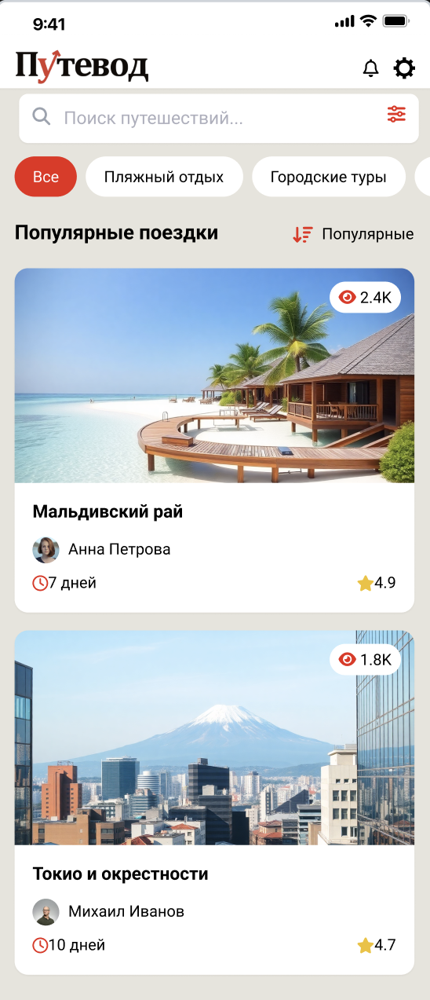 9:41
Путевод
Поиск путешествий...
Все Пляжный отдых Городские туры
Популярные поездки Популярные
2.4K
Мальдивский рай
Анна Петрова
7 дней 4.9
1.8K
Токио и окрестности
Михаил Иванов
10 дней 4.7